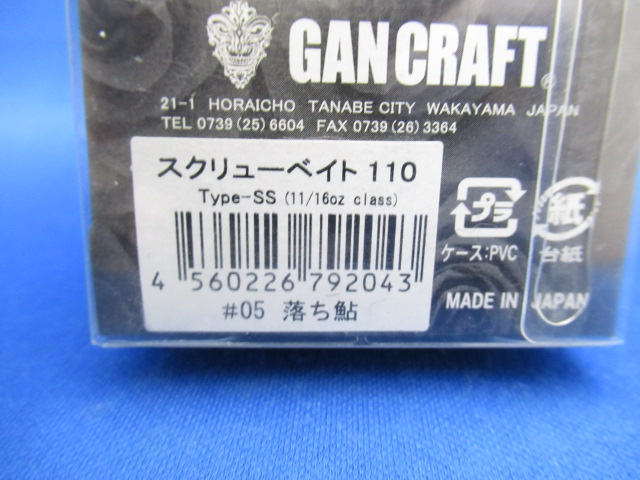 GAN CRAFT®
21-1 HORAICHO TANABE CITY WAKAYAMA JAPAN
TEL 0739(25)6604 FAX 0739(26)3364
スクリューベイト 110
Type-SS (11/16oz class)
4 560226 792043
#05 落ち鮎
プラ
ケース:PVC
紙
台紙
MADE IN JAPAN